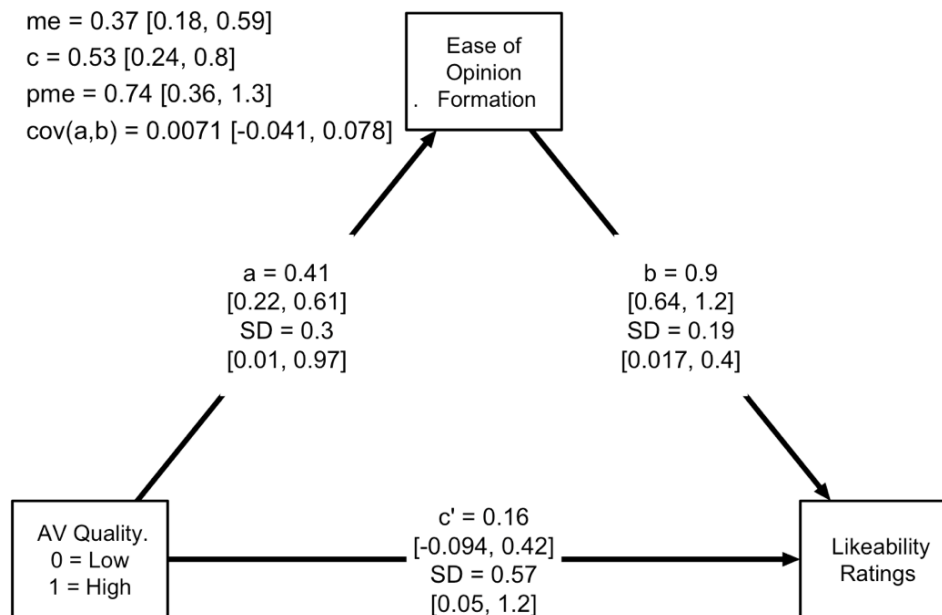 me = 0.37 [0.18, 0.59]
c = 0.53 [0.24, 0.8]
pme = 0.74 [0.36, 1.3]
cov(a,b) = 0.0071 [-0.041, 0.078]
Ease of
Opinion
. Formation
a = 0.41
[0.22, 0.61]
SD = 0.3
[0.01, 0.97]
b = 0.9
[0.64, 1.2]
SD = 0.19
[0.017, 0.4]
AV Quality.
0 = Low
1 = High
c' = 0.16
[-0.094, 0.42]
SD = 0.57
[0.05, 1.2]
Likeability
Ratings